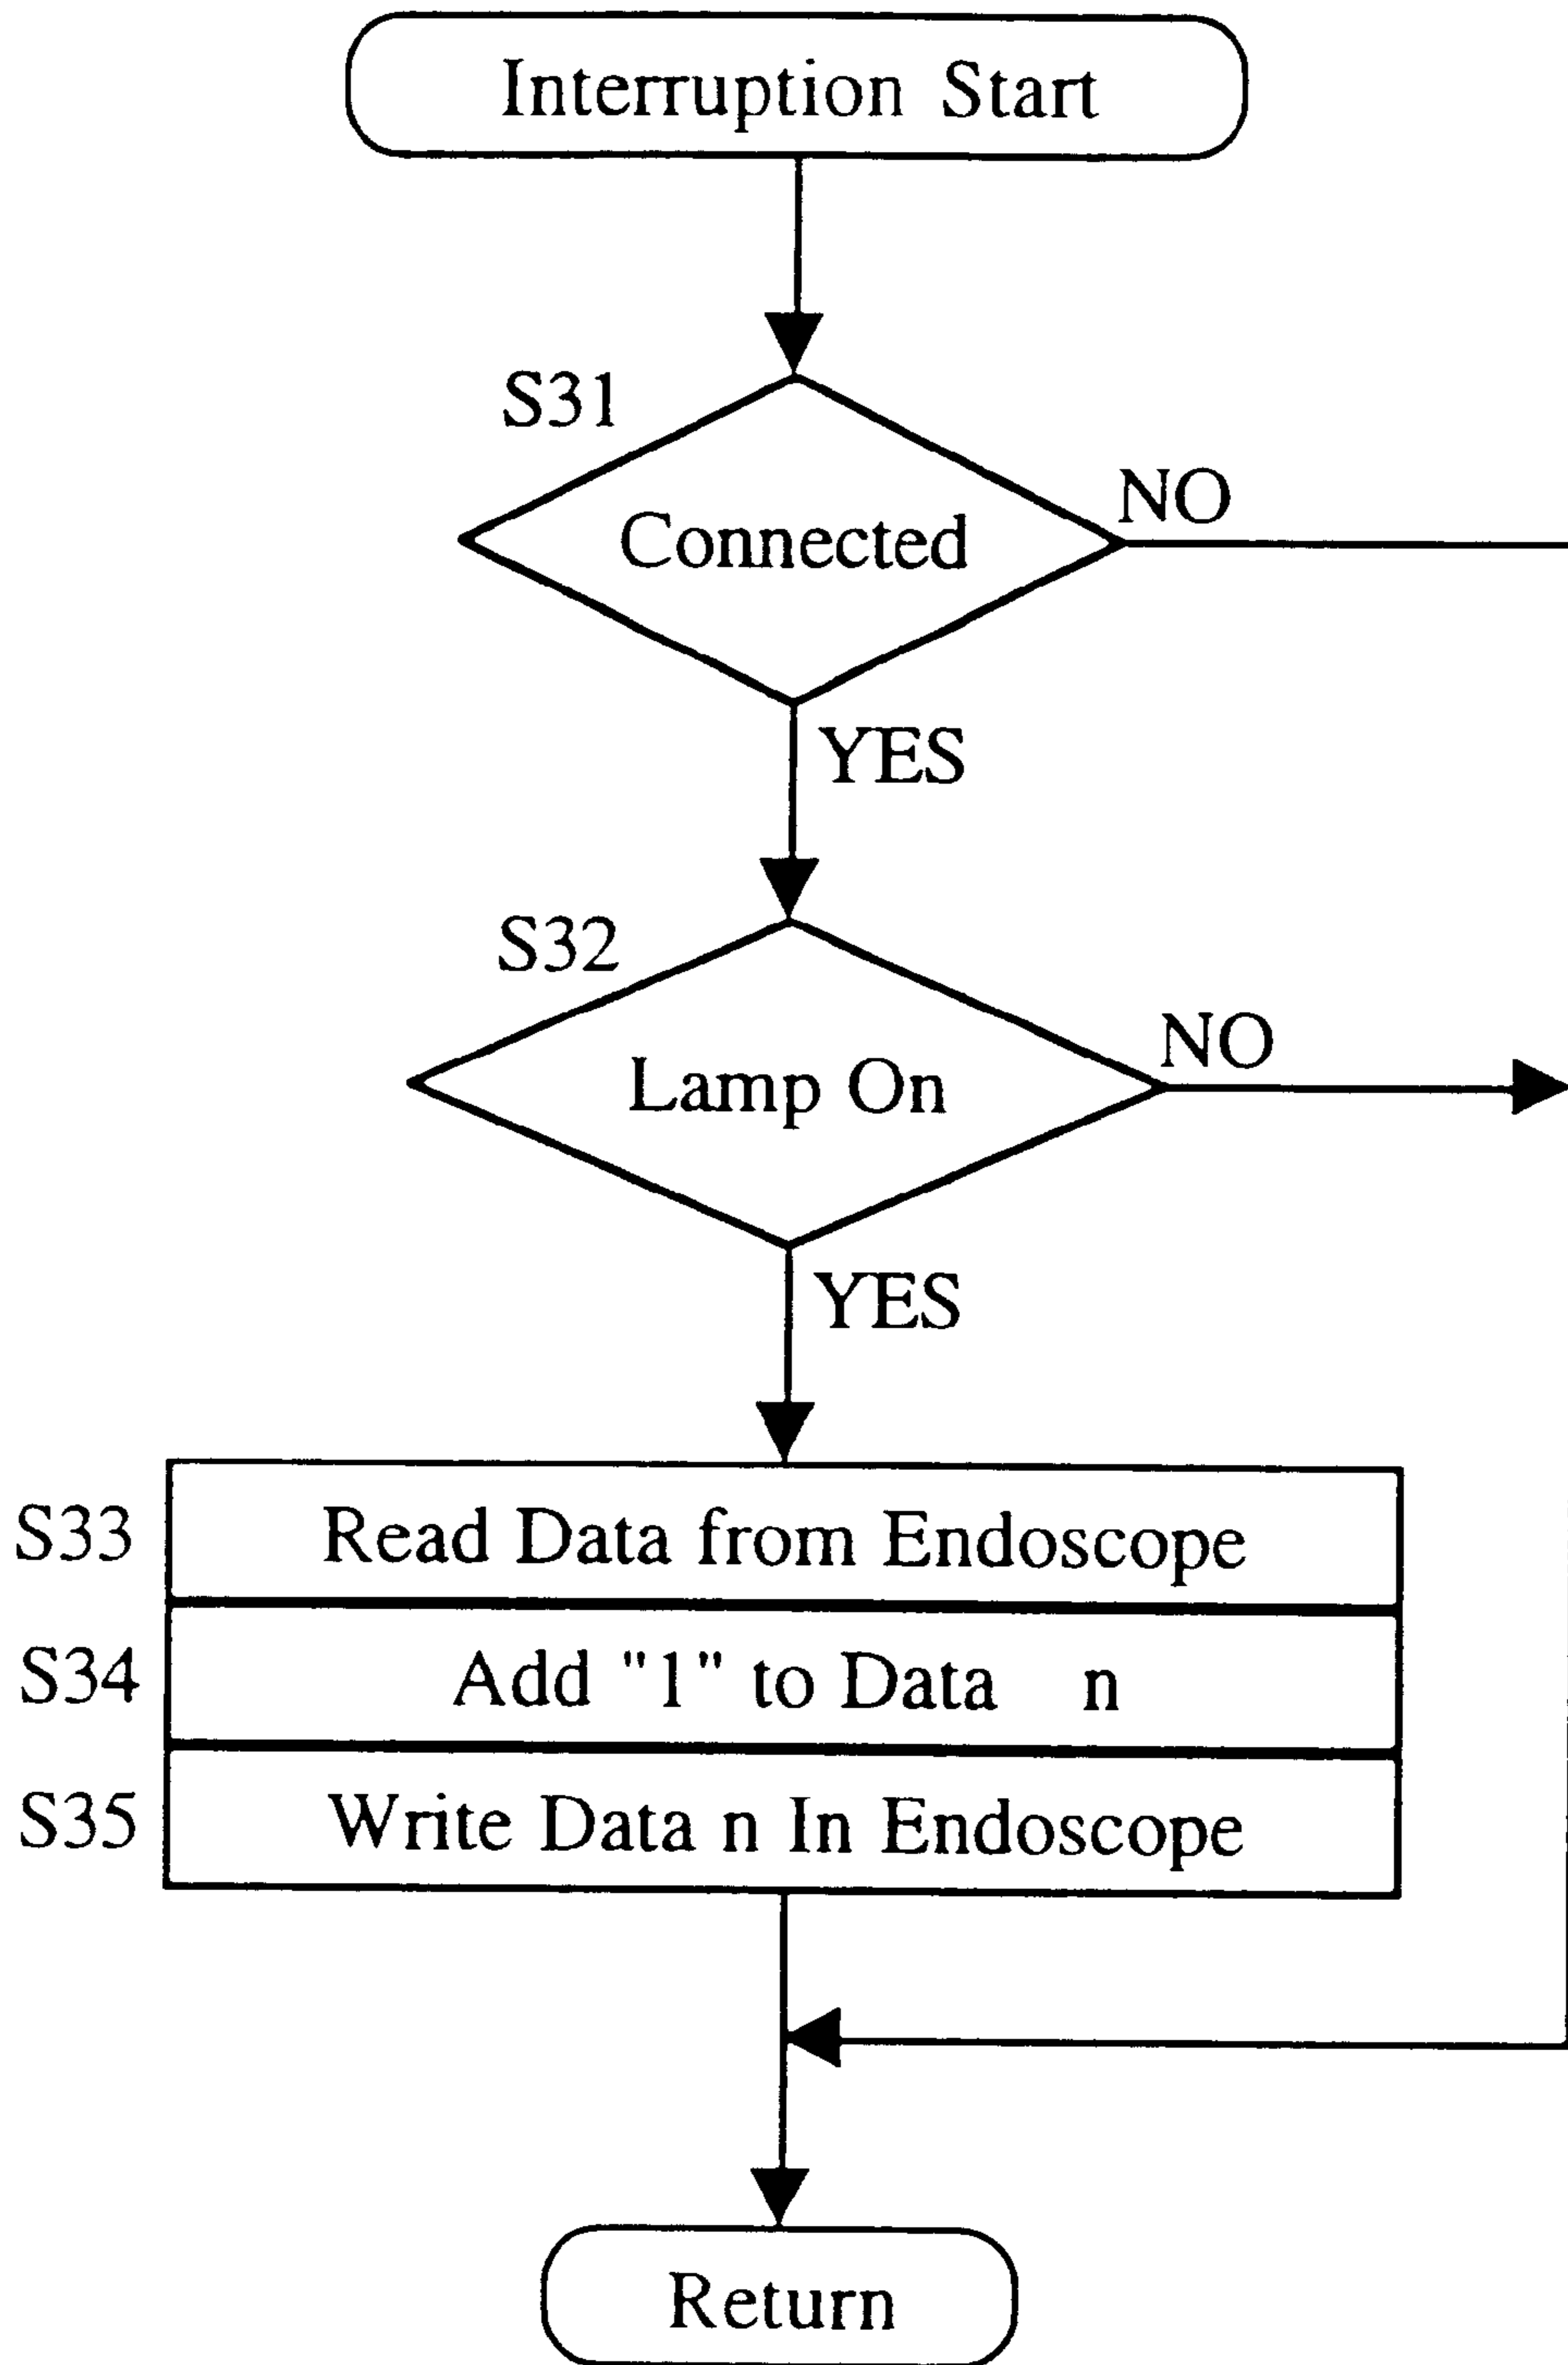 Interruption Start
S31
Connected
NO
YES
S32
Lamp On
NO
YES
S33 Read Data from Endoscope
S34 Add "1" to Data n
S35 Write Data n In Endoscope
Return